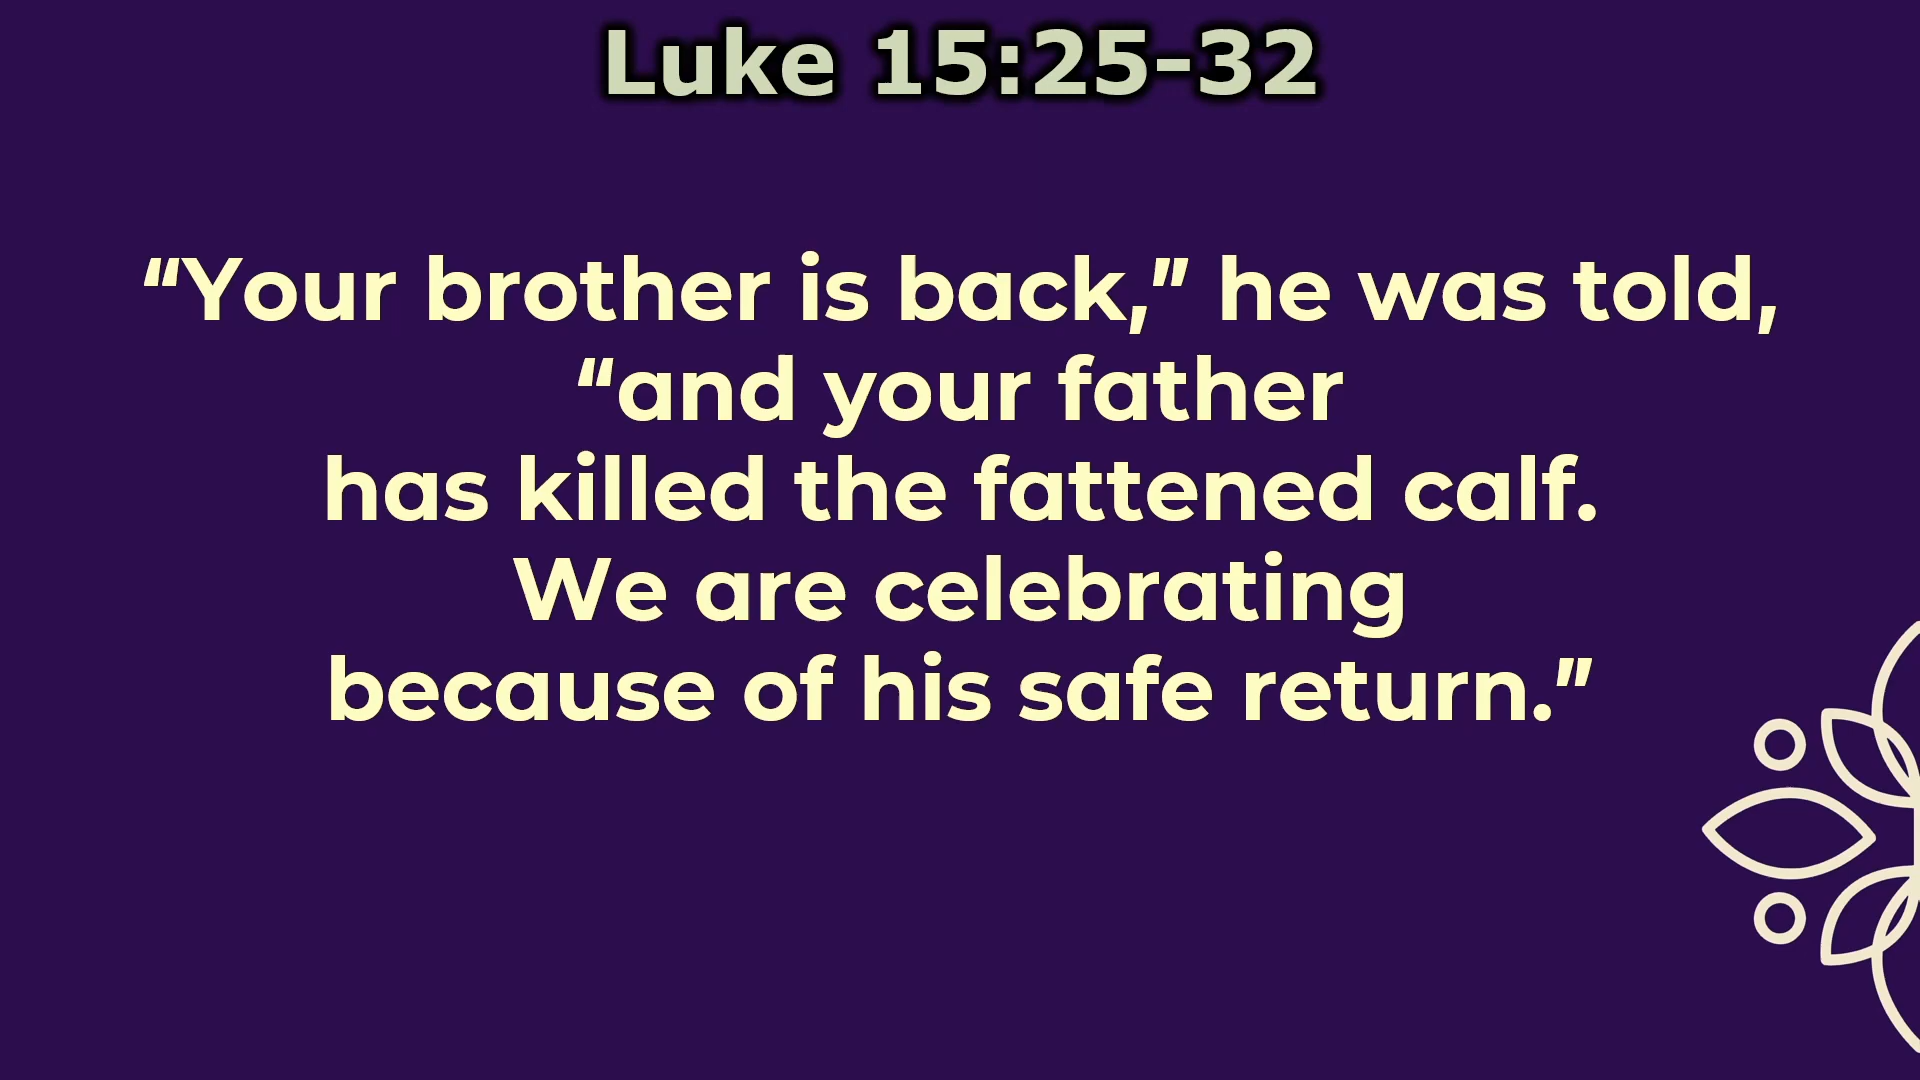 Luke 15:25-32
“Your brother is back,” he was told,
“and your father
has killed the fattened calf.
We are celebrating
because of his safe return.”